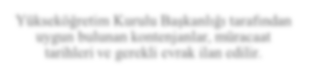 Yükseköğretim Kurulu Başkanlığı tarafından
uygun bulunan kontenjanlar, müracaat
tarihleri ve gerekli evrak ilan edilir.